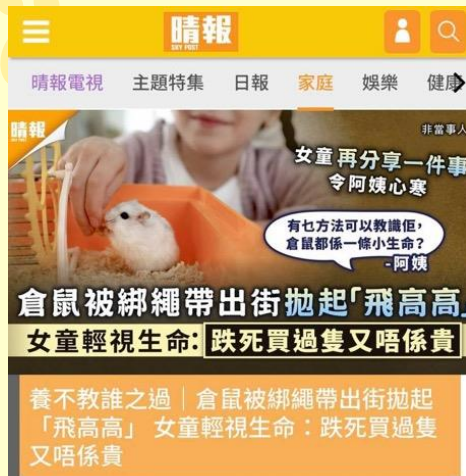 晴報
SKY POST
晴報電視 主題特集 日報 家庭 娛樂 健康
晴報
非當事人
女童再分享一件事
令阿姨心寒
有乜方法可以教識佢,
倉鼠都係一條小生命?
-阿姨
倉鼠被綁繩帶出街拋起「飛高高」
女童輕視生命: 跌死買過隻又唔係貴
養不教誰之過｜倉鼠被綁繩帶出街拋起
「飛高高」 女童輕視生命：跌死買過隻
又唔係貴